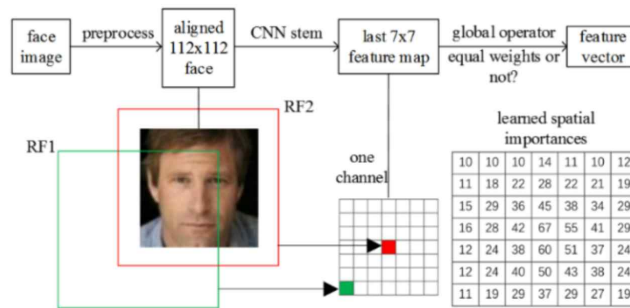 face
image
preprocess
aligned
112x112
face
CNN stem
last 7x7
feature map
global operator
equal weights or
not?
feature
vector
RF2
RF1
one
channel
learned spatial
importances
10 10 10 14 11 10 12
11 18 22 28 22 21 19
15 29 36 45 38 34 29
16 28 42 67 55 41 29
12 24 38 60 51 37 24
12 24 40 50 43 38 24
11 19 29 37 29 27 19